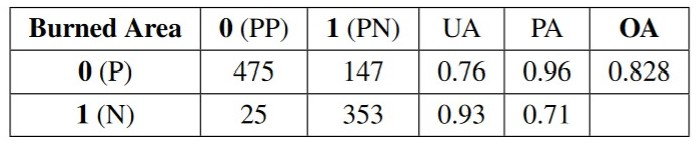 Burned Area 0 (PP) 1 (PN) UA PA OA
0 (P) 475 147 0.76 0.96 0.828
1 (N) 25 353 0.93 0.71